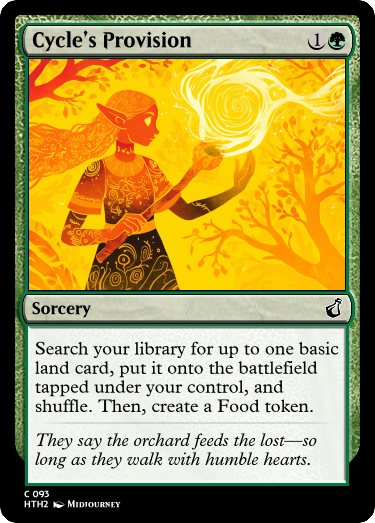 Cycle's Provision 1
Sorcery
Search your library for up to one basic
land card, put it onto the battlefield
tapped under your control, and
shuffle. Then, create a Food token.
They say the orchard feeds the lost—so
long as they walk with humble hearts.
C 093
HTH2 Midjourney